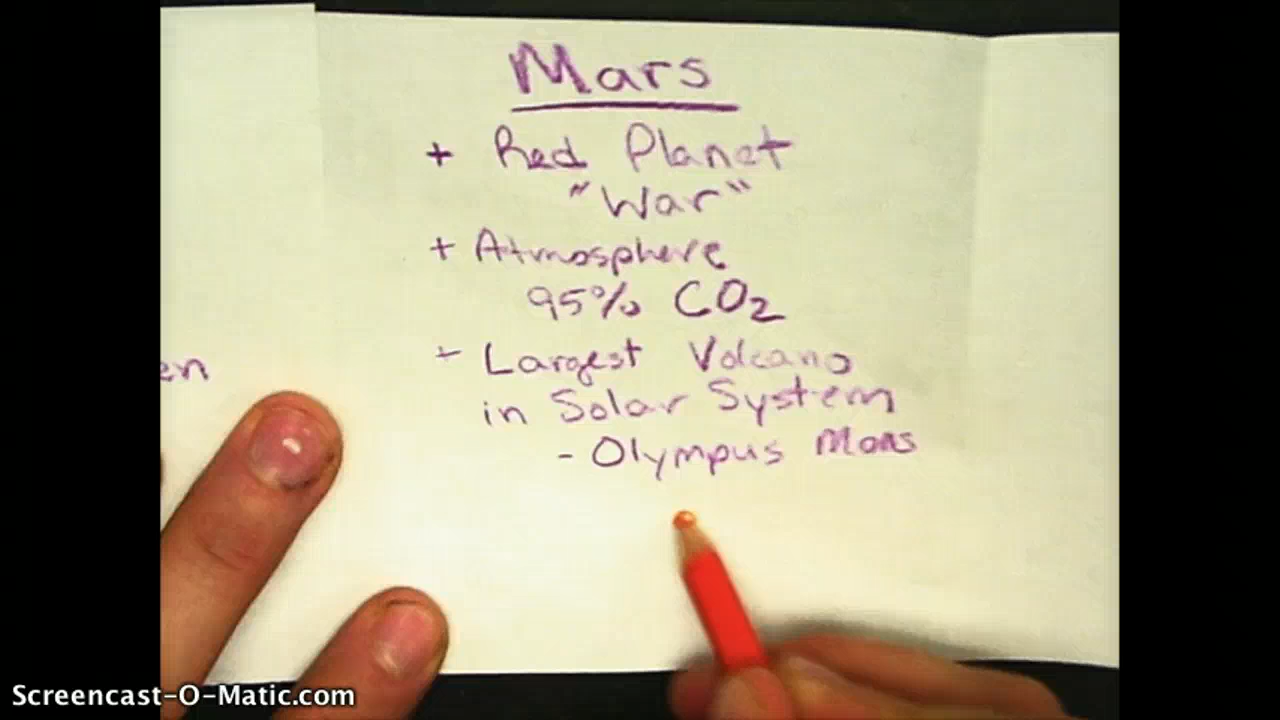 Mars
+ Red Planet
"War"
+ Atmosphere
95% CO₂
+ Largest Volcano
in Solar System
- Olympus Mons
en
Screencast-O-Matic.com